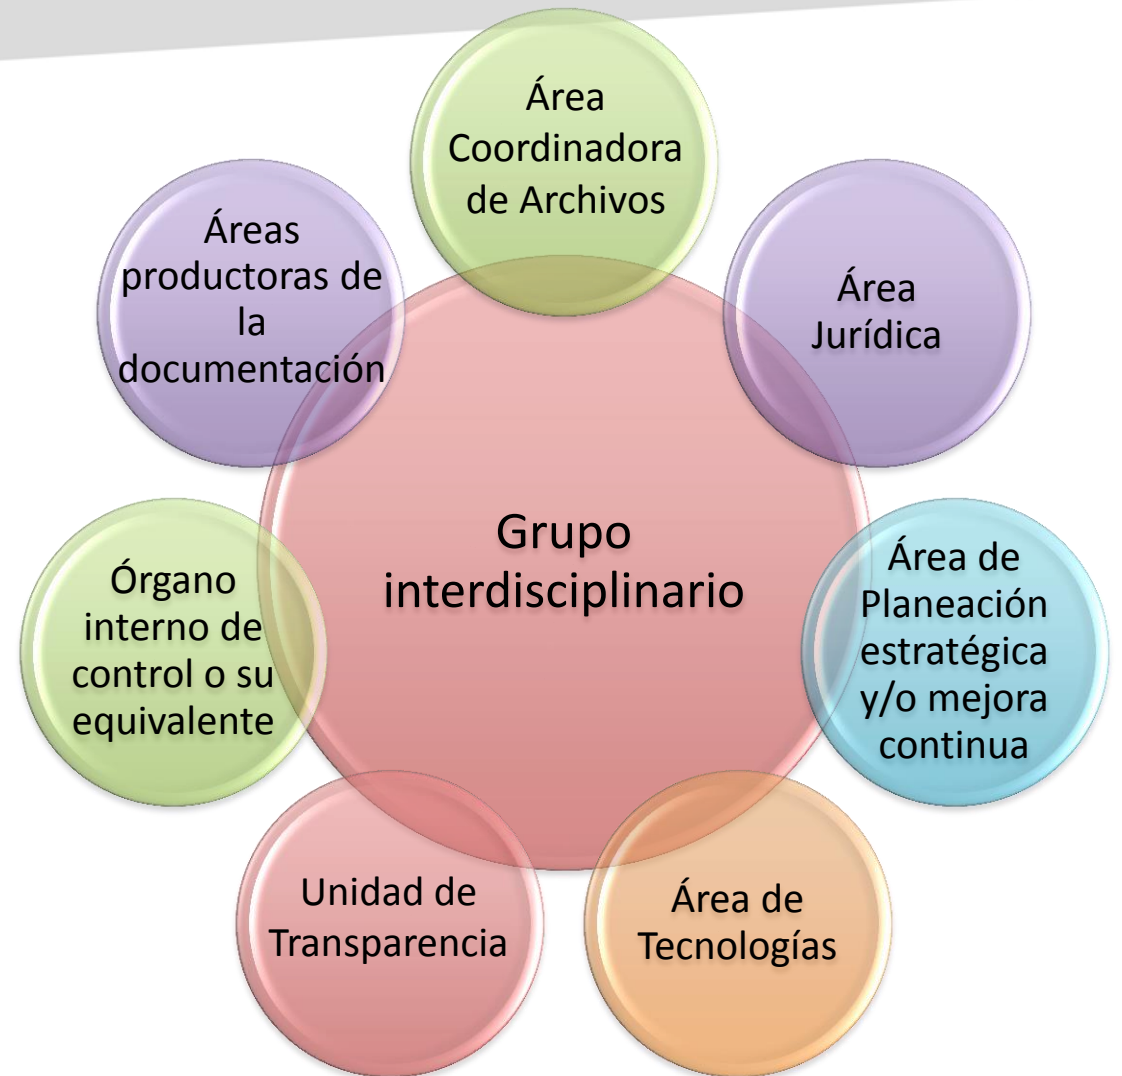 Área
Coordinadora
de Archivos
Área
Jurídica
Área de
Planeación
estratégica
y/o mejora
continua
Área de
Tecnologías
Unidad de
Transparencia
Órgano
interno de
control o su
equivalente
Áreas
productoras de
la
documentación
Grupo
interdisciplinario